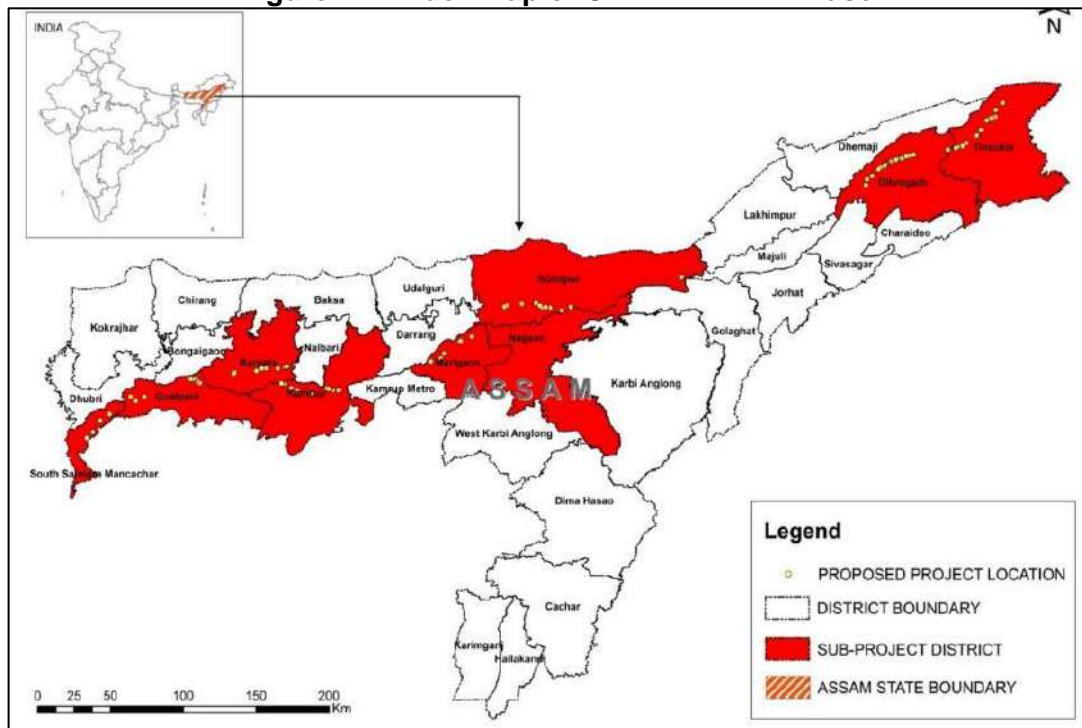 INDIA
N
Dhemaji
Tinsukia
Dibrugarh
Lakhimpur
Charaideo
Majuli
Sivasagar
Jorhat
Sonitpur
Udalguri
Chirang
Baksa
Kokrajhar
Golaghat
Darrang
Nagaon
Bongaigaon
Nalbari
Barpeta
Marigaon
Karbi Anglong
Dhubri
Goalpara
Kamrup
Kamrup Metro
ASSAM
West Karbi Anglong
South Salmara Mancachar
Dima Hasao
Cachar
Karimganj
Hailakandi
Legend
PROPOSED PROJECT LOCATION
DISTRICT BOUNDARY
SUB-PROJECT DISTRICT
ASSAM STATE BOUNDARY
0 25 50 100 150 200
Km